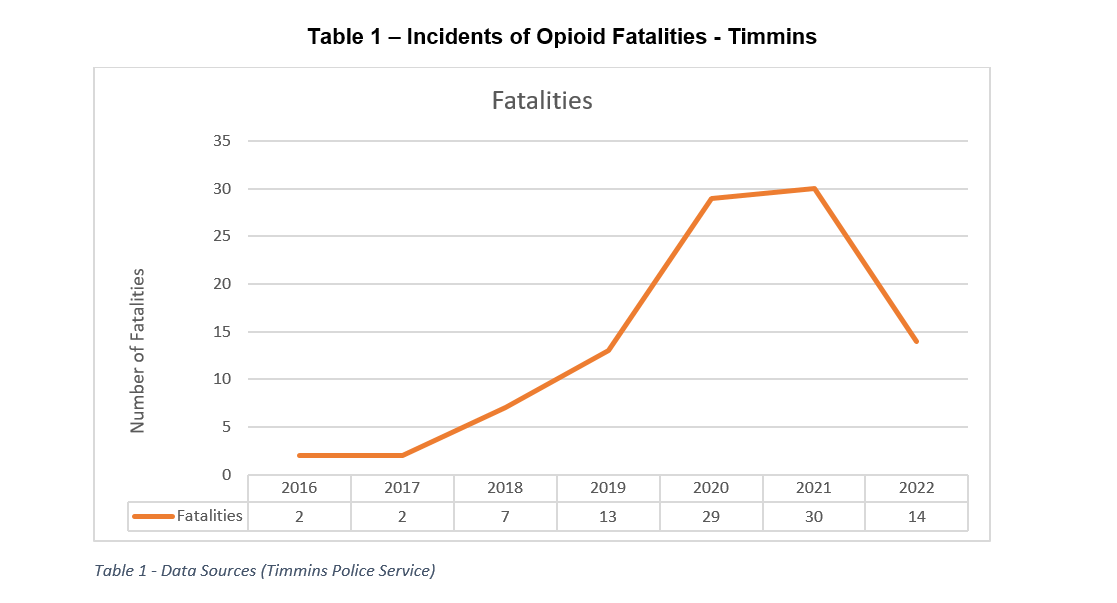 Table 1 – Incidents of Opioid Fatalities - Timmins
Fatalities
35
30
25
20
15
10
5
0
Number of Fatalities
2016 2017 2018 2019 2020 2021 2022
Fatalities 2 2 7 13 29 30 14
Table 1 - Data Sources (Timmins Police Service)